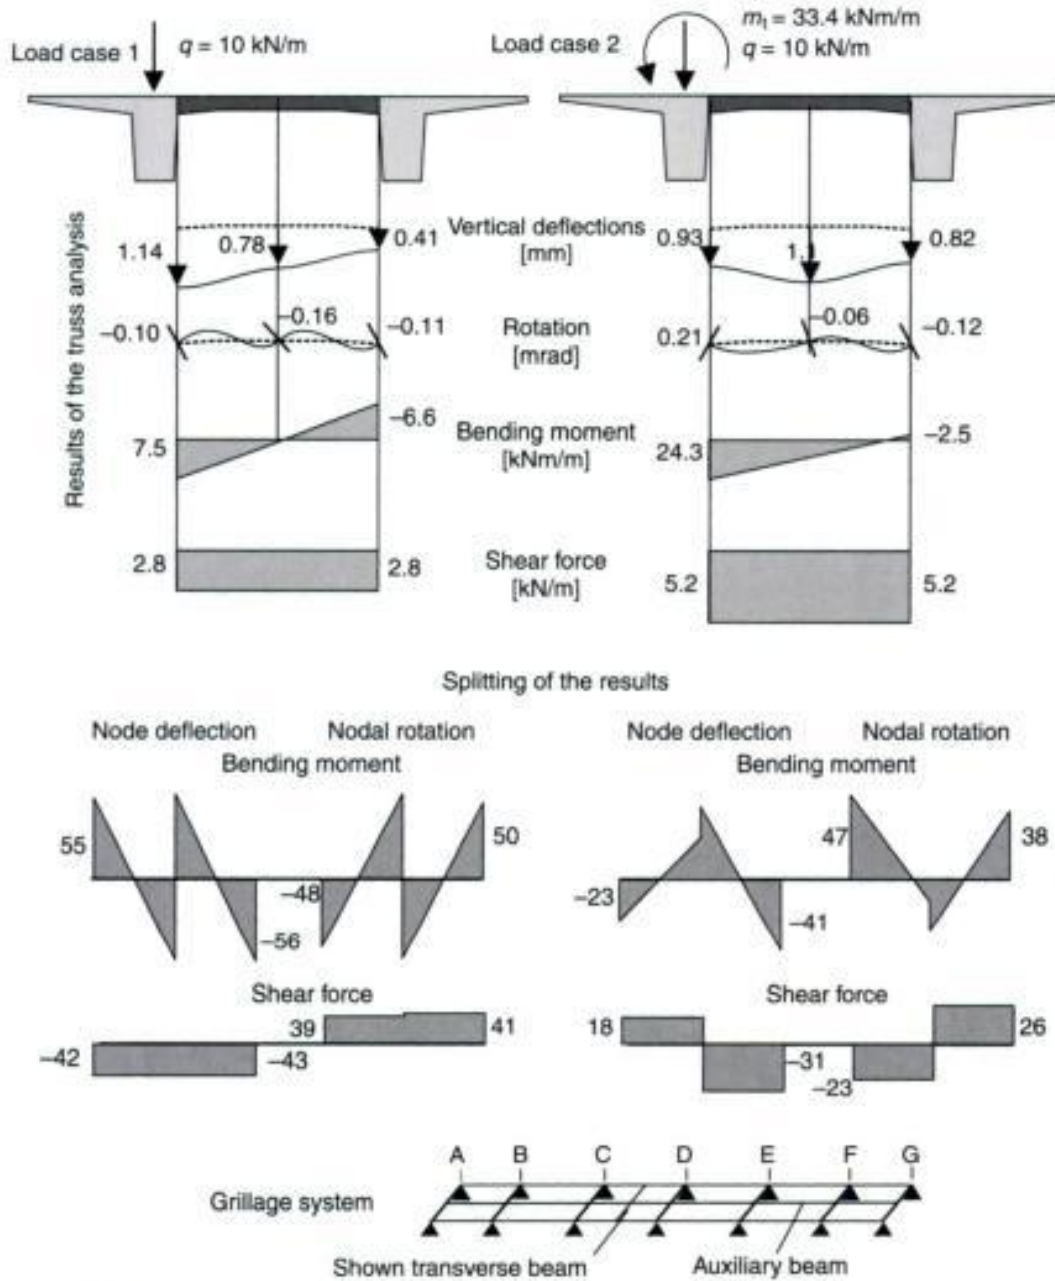 Load case 1
q = 10 kN/m
Load case 2
mt = 33.4 kNm/m
q = 10 kN/m
Results of the truss analysis
Vertical deflections
[mm]
1.14
0.78
0.41
0.93
0.82
Rotation
[mrad]
–0.10
–0.16
–0.11
0.21
–0.06
–0.12
Bending moment
[kNm/m]
7.5
–6.6
24.3
–2.5
Shear force
[kN/m]
2.8
2.8
5.2
5.2
Splitting of the results
Node deflection
Nodal rotation
Bending moment
Node deflection
Nodal rotation
Bending moment
55
–56
–48
50
–23
–41
47
38
Shear force
–42
–43
39
41
Shear force
18
–31
–23
26
A B C D E F G
Grillage system
Shown transverse beam
Auxiliary beam